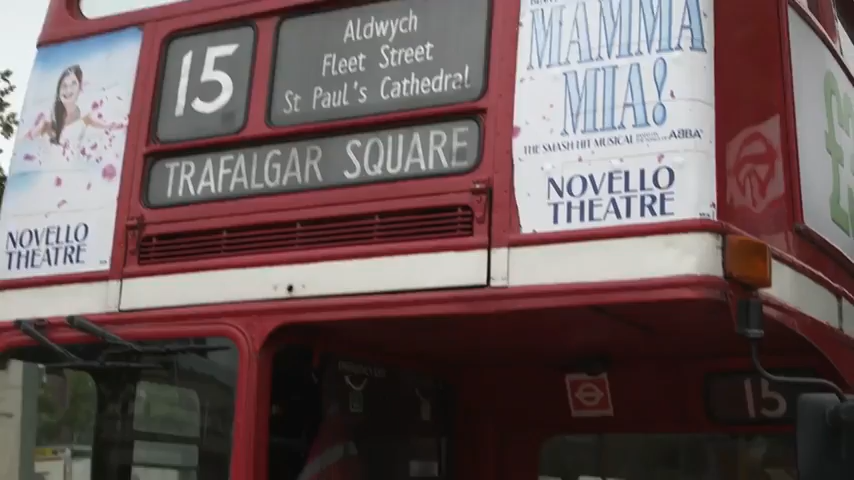 15
Aldwych
Fleet Street
St Paul's Cathedral
TRAFALGAR SQUARE
NOVELLO
THEATRE
MAMMA
MIA!
THE SMASH HIT MUSICAL
ABBA
NOVELLO
THEATRE
£
15